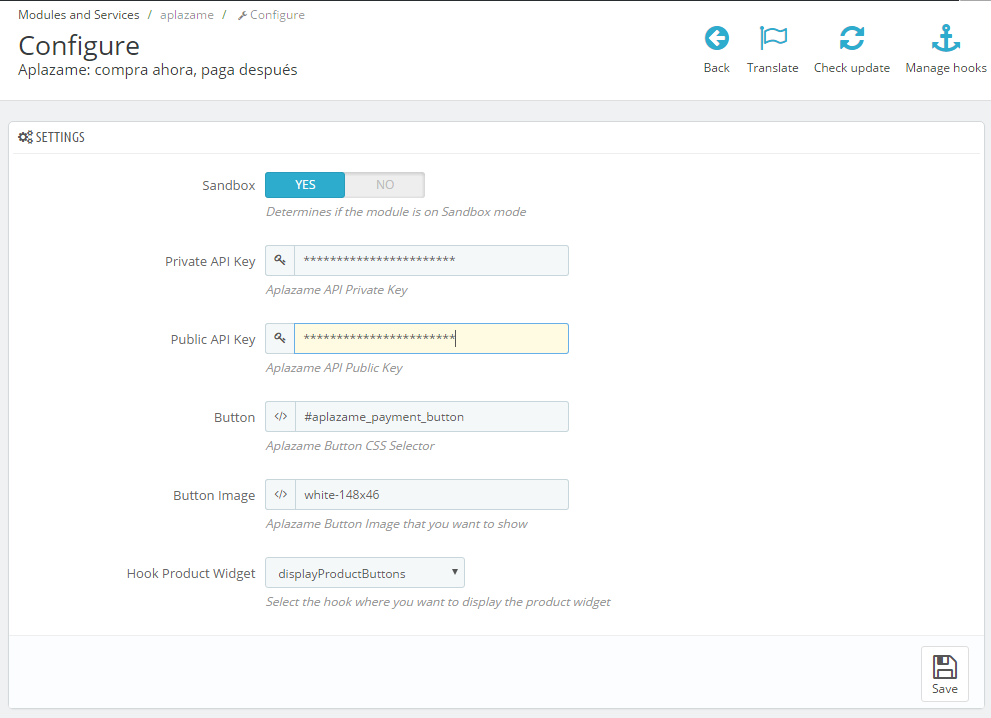 Modules and Services / aplazame / Configure
Configure
Aplazame: compra ahora, paga después
Back
Translate
Check update
Manage hooks
SETTINGS
Sandbox YES NO
Determines if the module is on Sandbox mode
Private API Key ***********************
Aplazame API Private Key
Public API Key ***********************
Aplazame API Public Key
Button </> #aplazame_payment_button
Aplazame Button CSS Selector
Button Image </> white-148x46
Aplazame Button Image that you want to show
Hook Product Widget displayProductButtons
Select the hook where you want to display the product widget
Save